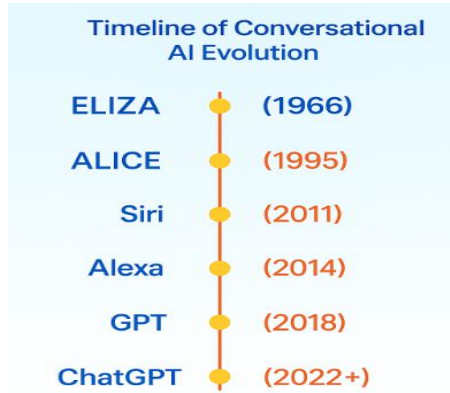 Timeline of Conversational
AI Evolution
ELIZA (1966)
ALICE (1995)
Siri (2011)
Alexa (2014)
GPT (2018)
ChatGPT (2022+)